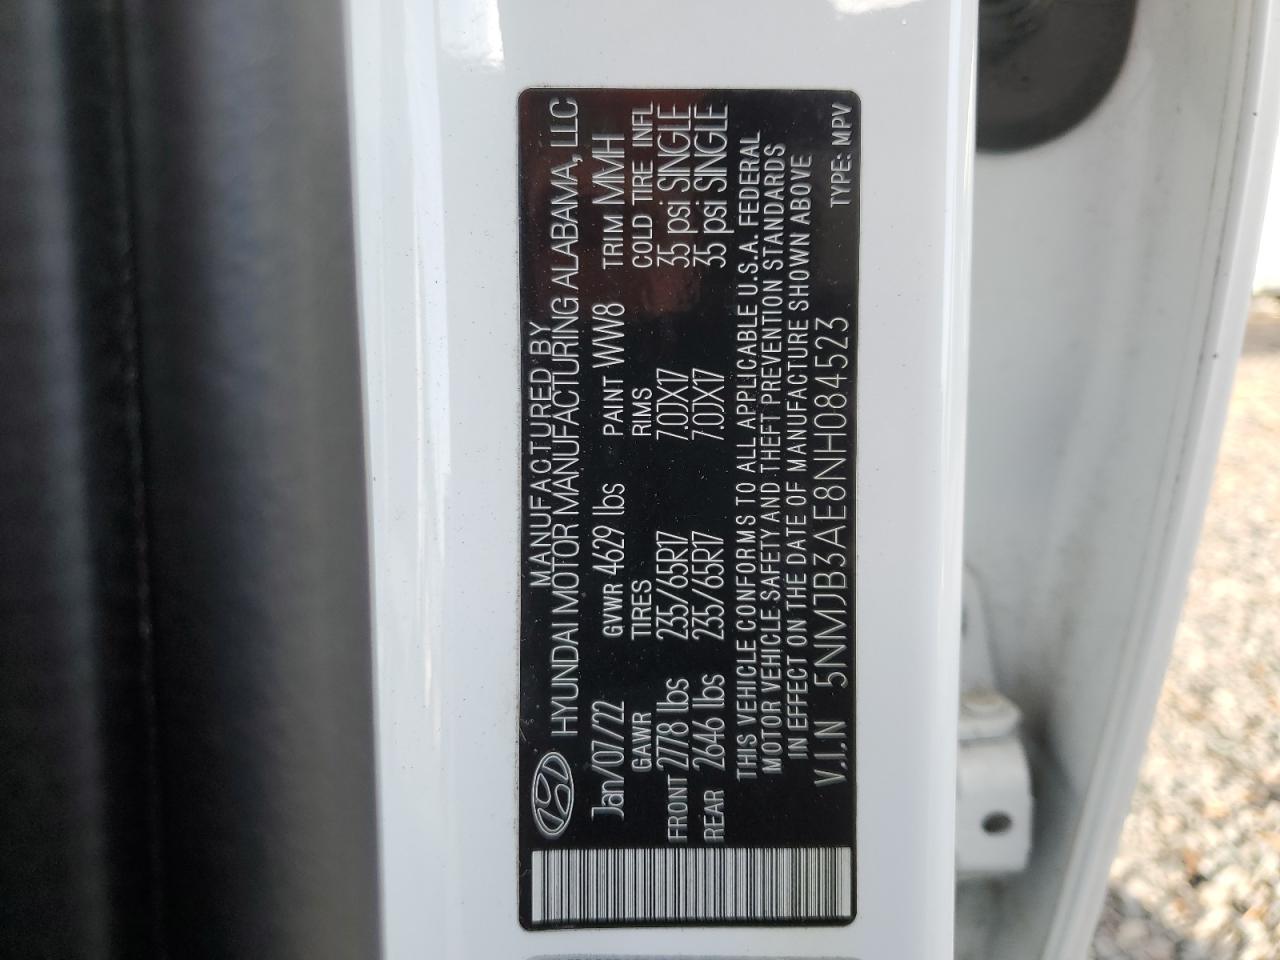 MANUFACTURED BY
HYUNDAI MOTOR MANUFACTURING ALABAMA, LLC
Jan/07/22 GVWR 4629 lbs PAINT WW8 TRIM MMH
GAWR TIRES RIMS COLD TIRE INFL
FRONT 2778 lbs 235/65R17 7.0JX17 35 psi SINGLE
REAR 2646 lbs 235/65R17 7.0JX17 35 psi SINGLE
THIS VEHICLE CONFORMS TO ALL APPLICABLE U.S.A. FEDERAL
MOTOR VEHICLE SAFETY AND THEFT PREVENTION STANDARDS
IN EFFECT ON THE DATE OF MANUFACTURE SHOWN ABOVE
V.I.N 5NMJB3AE8NH084523 TYPE: MPV